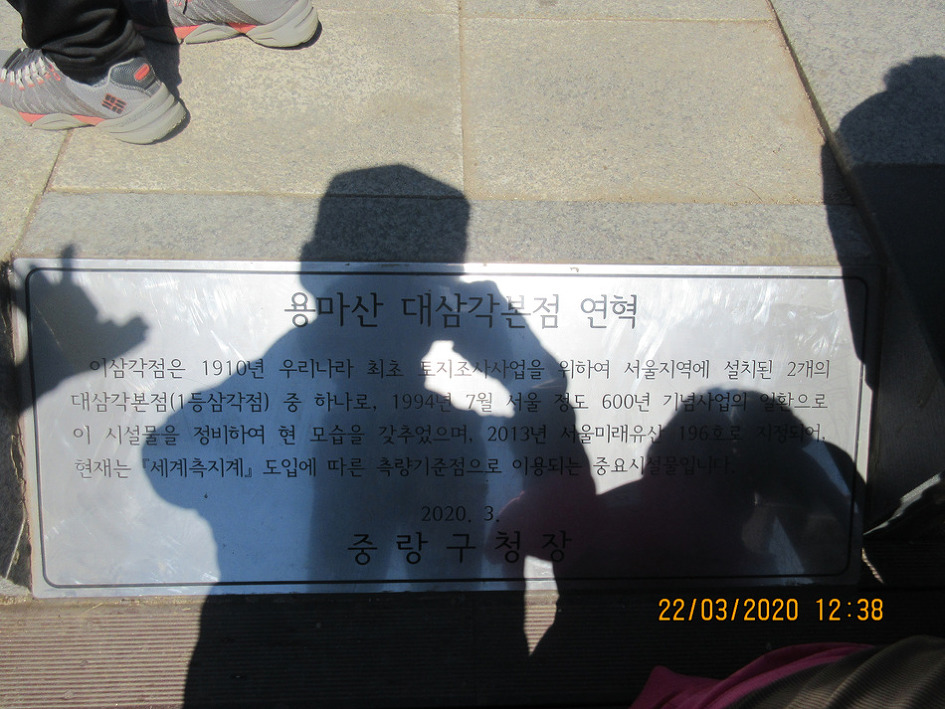 용마산 대삼각본점 연혁
이삼각점은 1910년 우리나라 최초 토지조사사업을 위하여 서울지역에 설치된 2개의
대삼각본점(1등삼각점) 중 하나로, 1994년 7월 서울 정도 600년 기념사업의 일환으로
이 시설물을 정비하여 현 모습을 갖추었으며, 2013년 서울미래유산 196호로 지정되어,
현재는 『세계측지계』 도입에 따른 측량기준점으로 이용되는 중요시설물입니다
2020. 3.
중랑구청장
22/03/2020 12:38